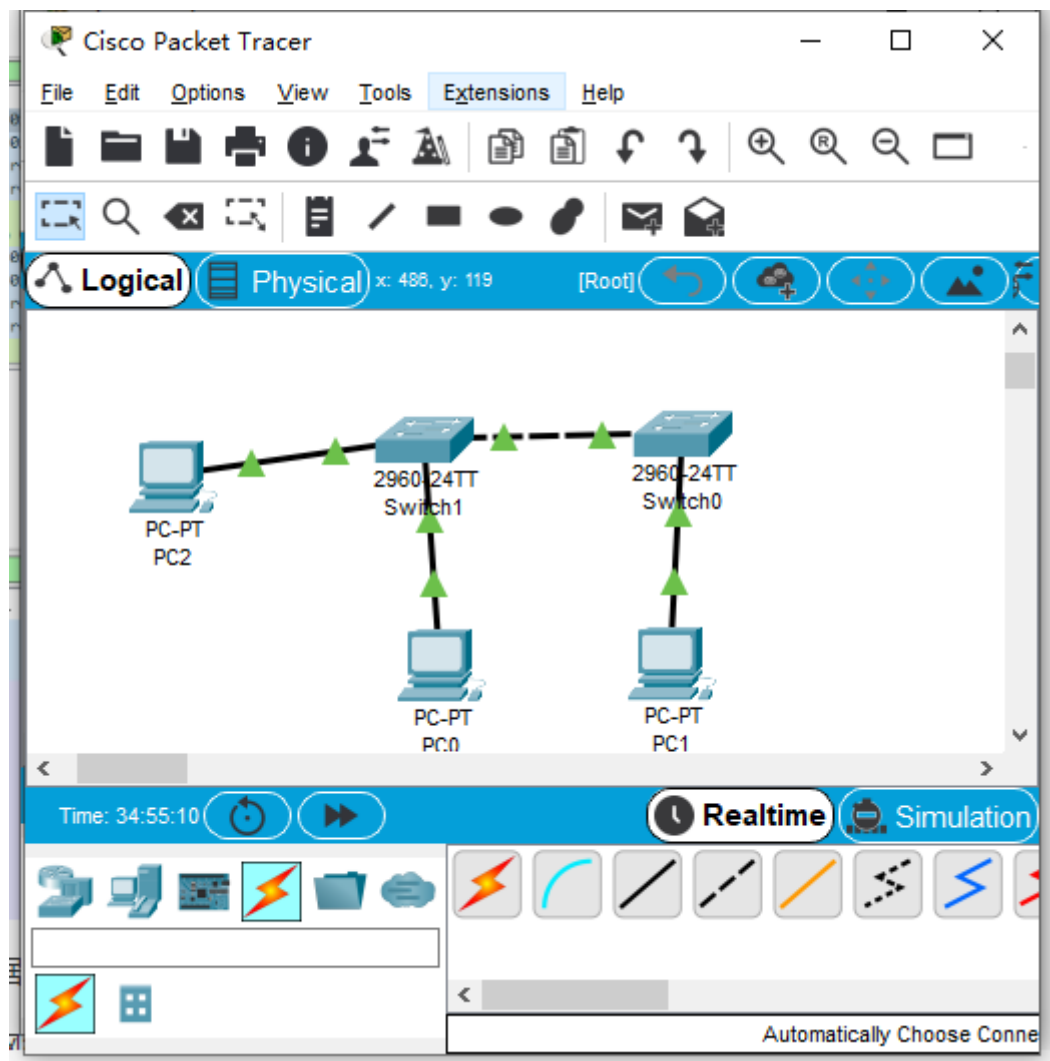 Cisco Packet Tracer
File Edit Options View Tools Extensions Help
Logical Physical x: 486, y: 119 [Root]
2960-24TT
Switch1
2960-24TT
Switch0
PC-PT
PC2
PC-PT
PC0
PC-PT
PC1
Time: 34:55:10 Realtime Simulation
Automatically Choose Conne